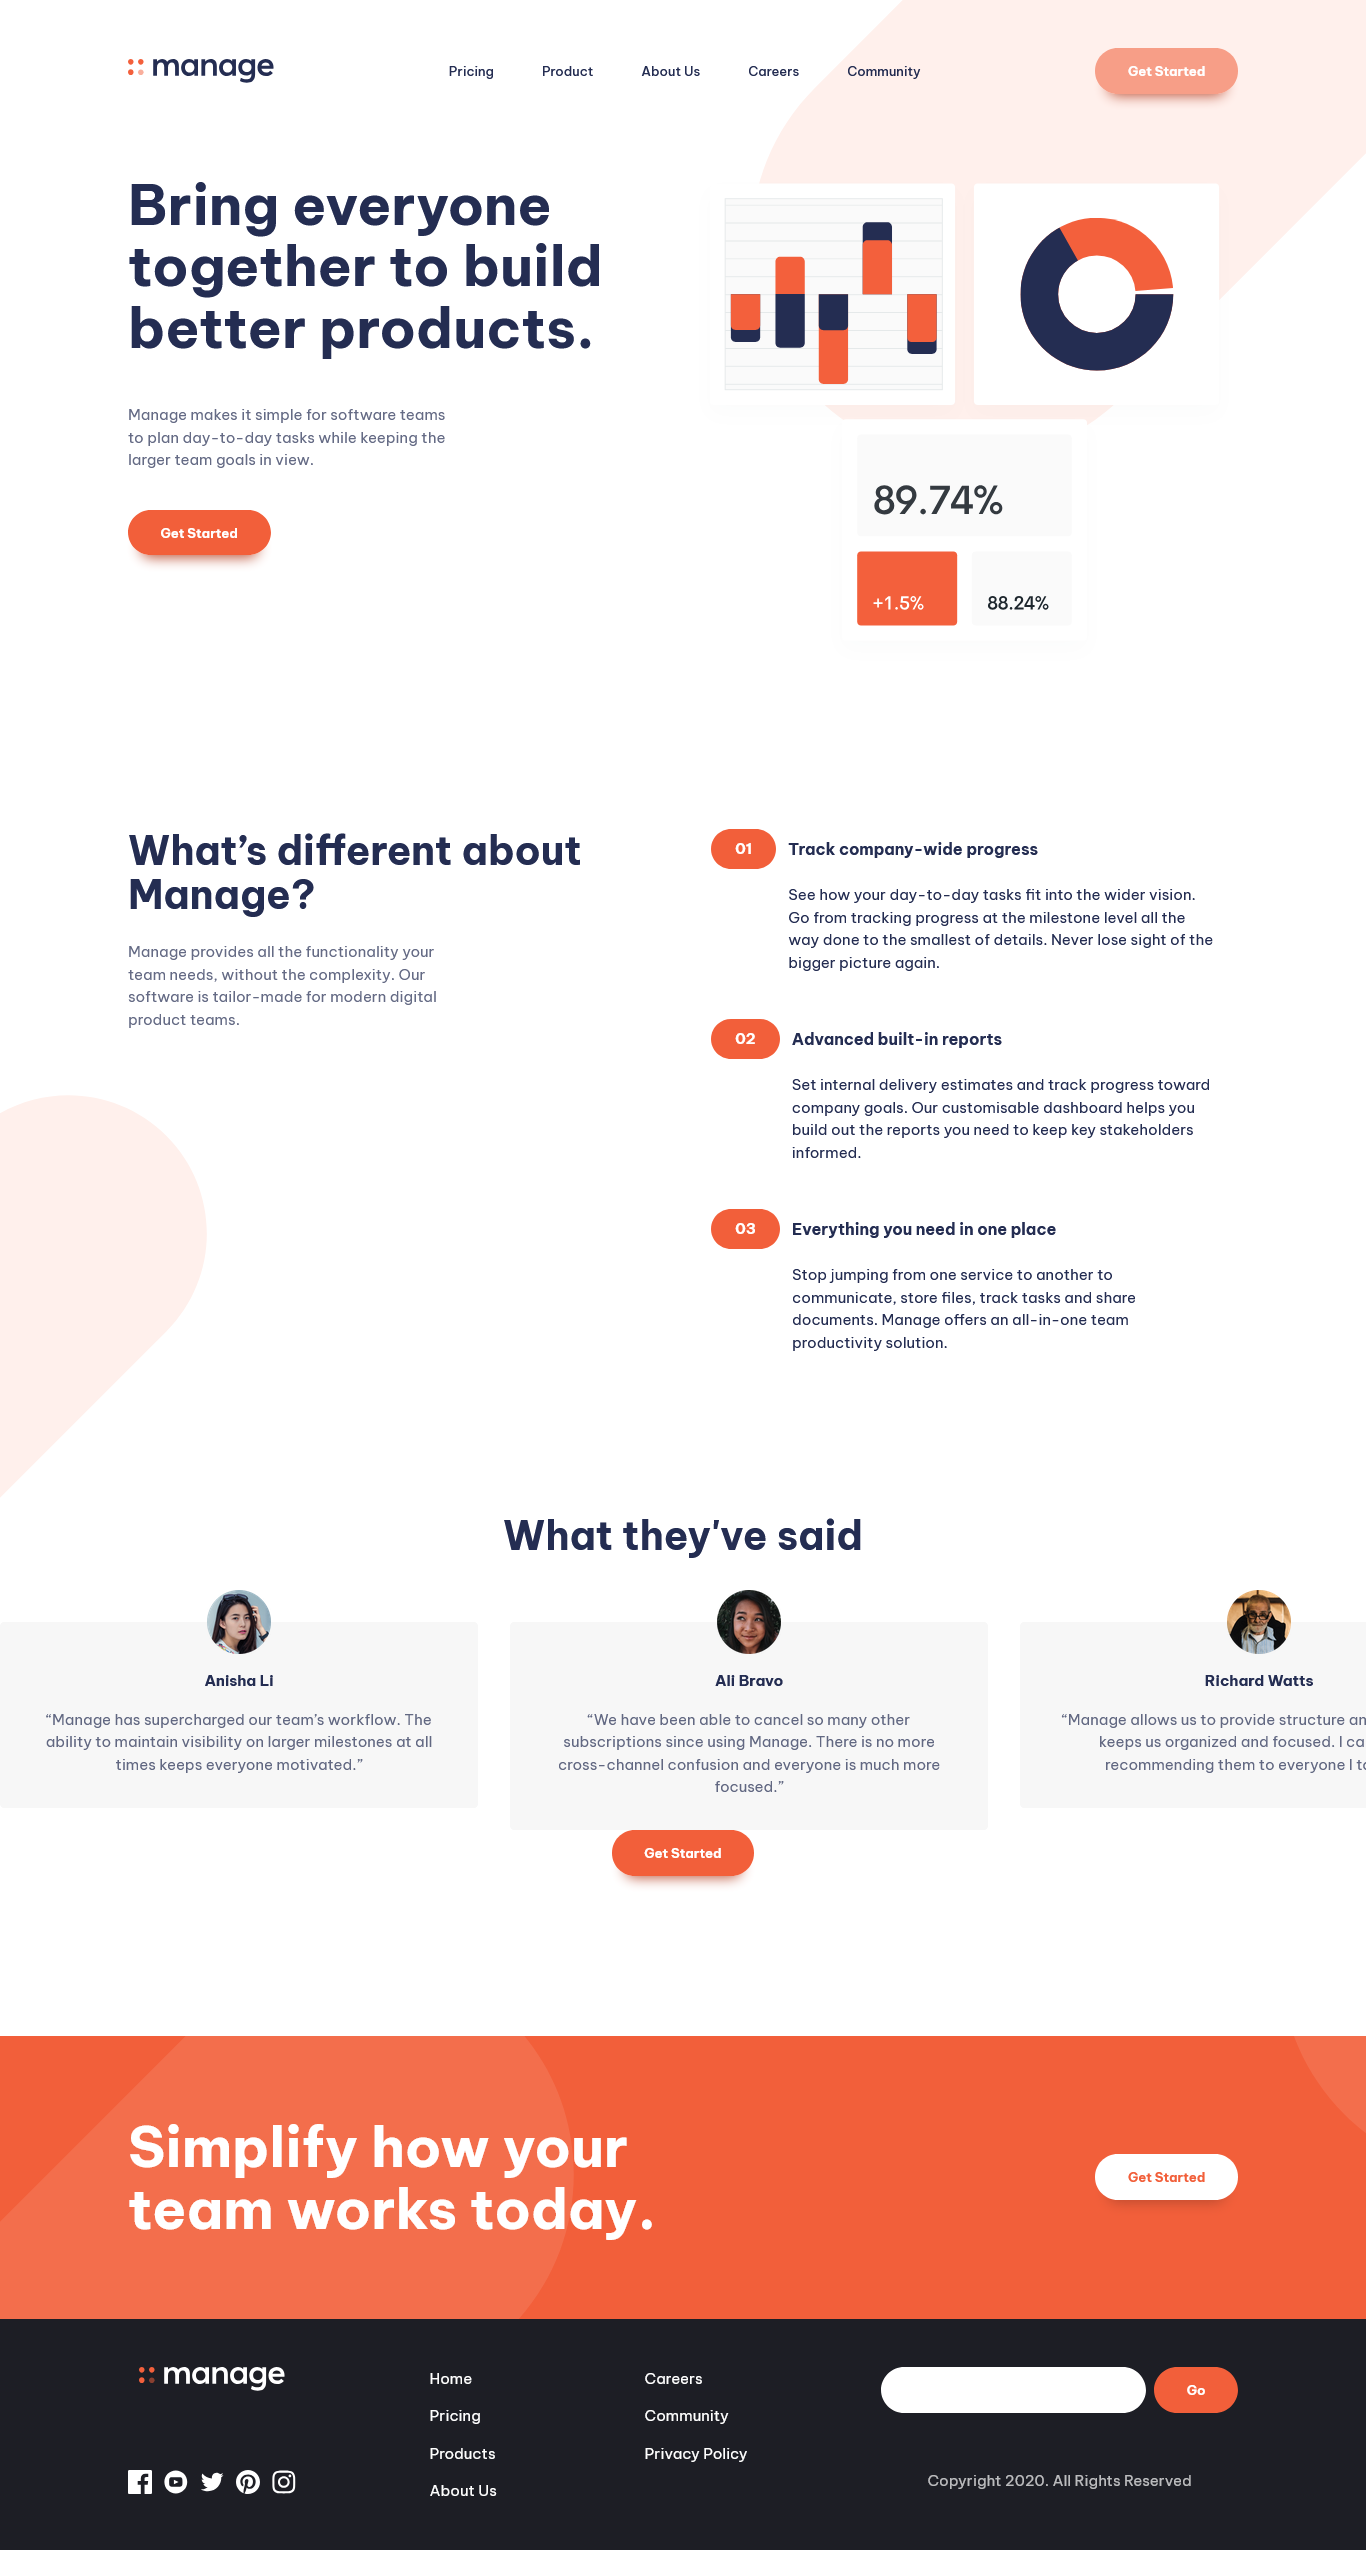 manage
Pricing
Product
About Us
Careers
Community
Get Started
Bring everyone
together to build
better products.
Manage makes it simple for software teams
to plan day-to-day tasks while keeping the
larger team goals in view.
Get Started
89.74%
+1.5%
88.24%
What’s different about
Manage?
Manage provides all the functionality your
team needs, without the complexity. Our
software is tailor-made for modern digital
product teams.
01
Track company-wide progress
See how your day-to-day tasks fit into the wider vision.
Go from tracking progress at the milestone level all the
way done to the smallest of details. Never lose sight of the
bigger picture again.
02
Advanced built-in reports
Set internal delivery estimates and track progress toward
company goals. Our customisable dashboard helps you
build out the reports you need to keep key stakeholders
informed.
03
Everything you need in one place
Stop jumping from one service to another to
communicate, store files, track tasks and share
documents. Manage offers an all-in-one team
productivity solution.
What they've said
Anisha Li
“Manage has supercharged our team’s workflow. The
ability to maintain visibility on larger milestones at all
times keeps everyone motivated.”
Ali Bravo
“We have been able to cancel so many other
subscriptions since using Manage. There is no more
cross-channel confusion and everyone is much more
focused.”
Richard Watts
“Manage allows us to provide structure
keeps us organized and focused. I
recommending them to everyone I
Get Started
Simplify how your
team works today.
Get Started
manage
Home
Pricing
Products
About Us
Careers
Community
Privacy Policy
Go
Copyright 2020. All Rights Reserved